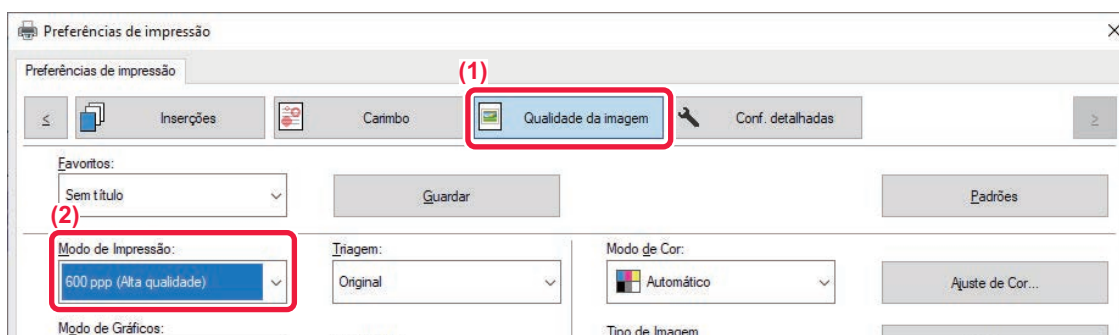 Preferências de impressão
Preferências de impressão
(1)
< Inserções Carimbo Qualidade da imagem Conf. detalhadas >
Favoritos:
Sem título Guardar Padrões
(2)
Modo de Impressão: Triagem: Modo de Cor:
600 ppp (Alta qualidade) Original Automático Ajuste de Cor...
Modo de Gráficos: Tipo de Imagem